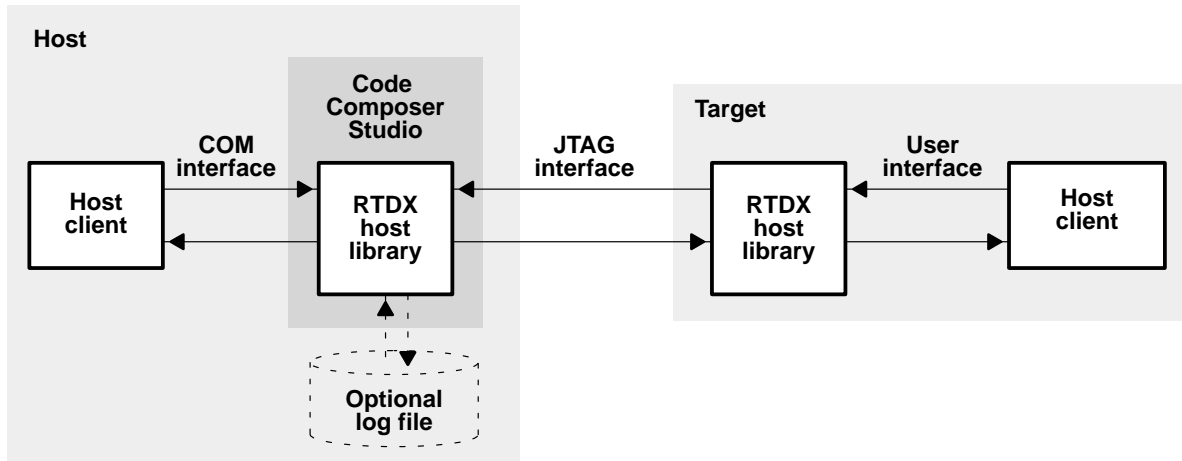 Host
Code
Composer
Studio
Target
COM
interface
JTAG
interface
User
interface
Host
client
RTDX
host
library
RTDX
host
library
Host
client
Optional
log file